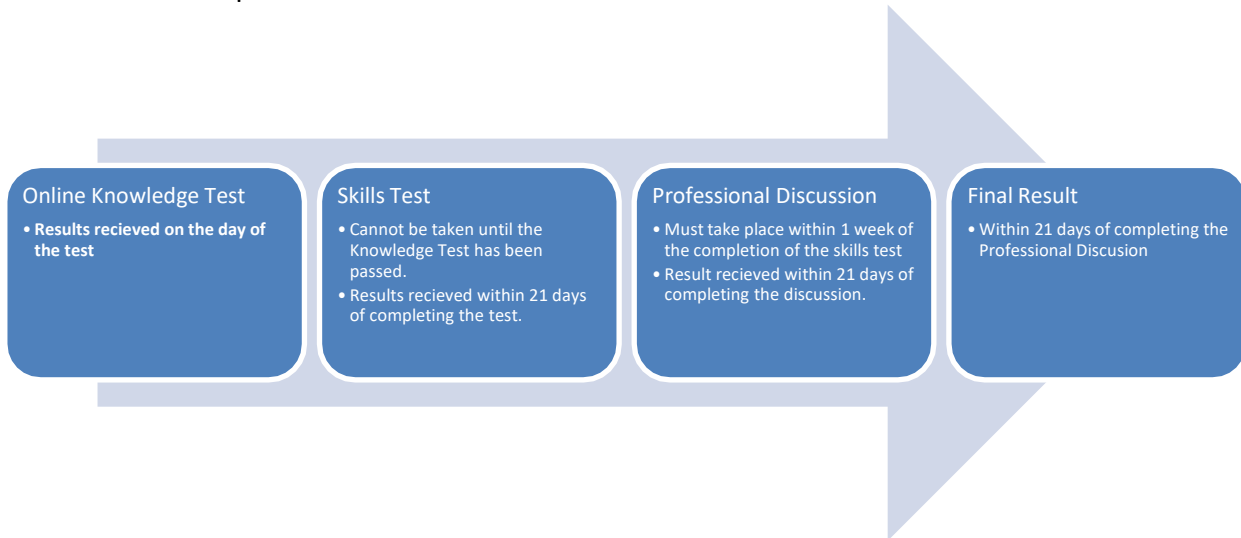 Online Knowledge Test
• Results recieved on the day of
the test
Skills Test
• Cannot be taken until the
Knowledge Test has been
passed.
• Results recieved within 21 days
of completing the test.
Professional Discussion
• Must take place within 1 week of
the completion of the skills test
• Result recieved within 21 days of
completing the discussion.
Final Result
• Within 21 days of completing the
Professional Discusion